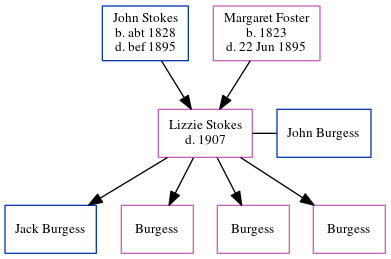 John Stokes
b. abt 1828
d. bef 1895
Margaret Foster
b. 1823
d. 22 Jun 1895
Lizzie Stokes
d. 1907
John Burgess
Jack Burgess
Burgess
Burgess
Burgess